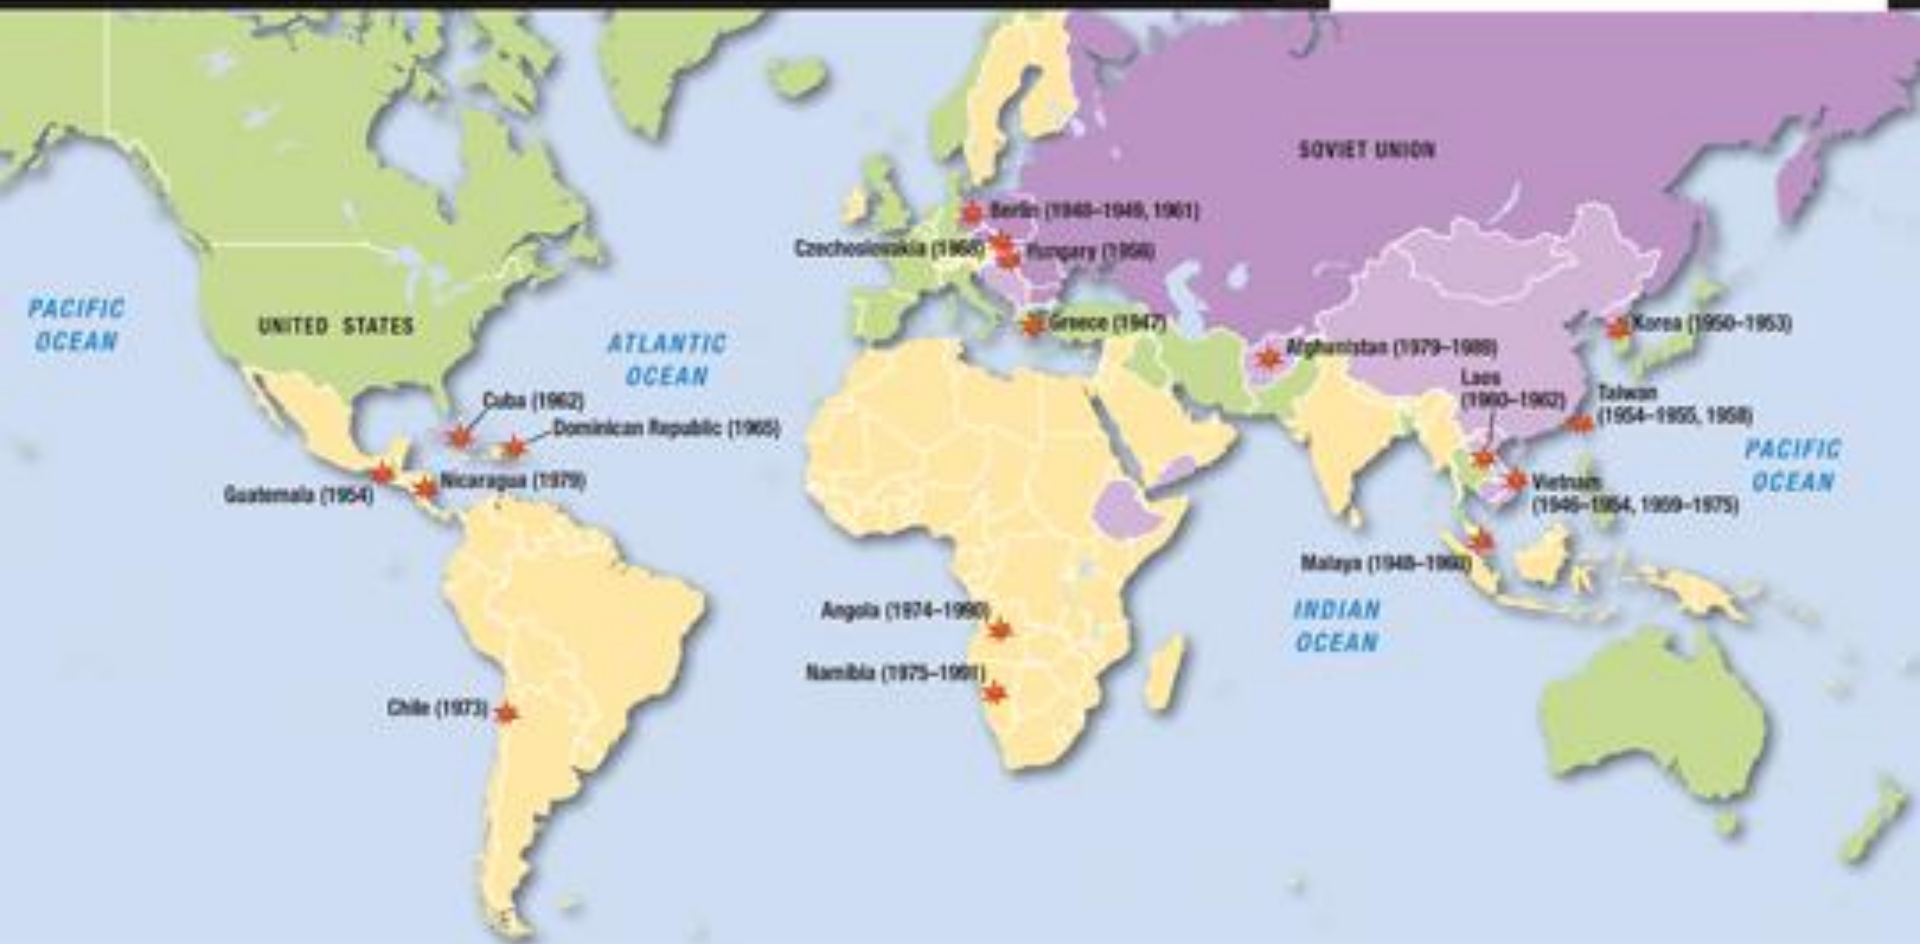 SOVIET UNION
Berlin (1948–1949, 1961)
Czechoslovakia (1968)
Hungary (1956)
PACIFIC
OCEAN
UNITED STATES
ATLANTIC
OCEAN
Greece (1947)
Korea (1950–1953)
Afghanistan (1979–1988)
Laos
(1960–1962)
Taiwan
(1954–1955, 1958)
Cuba (1962)
Dominican Republic (1965)
PACIFIC
OCEAN
Guatemala (1954)
Nicaragua (1979)
Vietnam
(1946–1954, 1959–1975)
Malaya (1948–1960)
INDIAN
OCEAN
Angola (1974–1990)
Namibia (1975–1991)
Chile (1973)